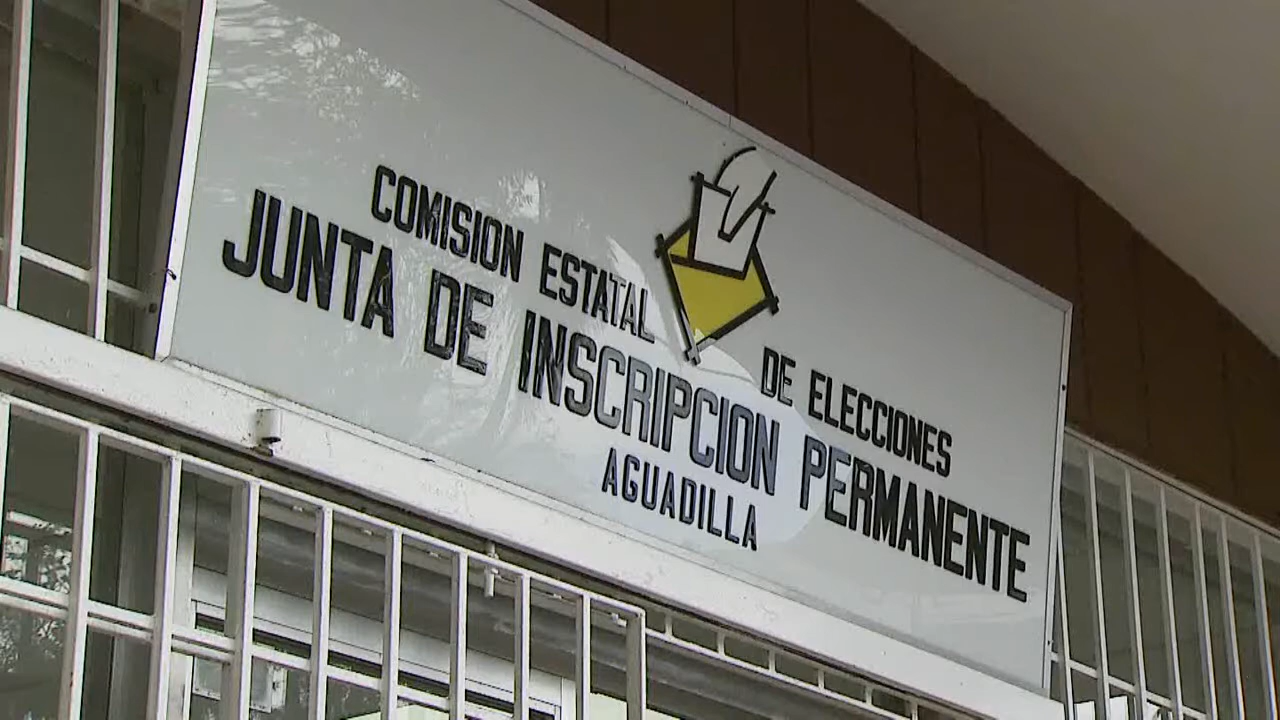 COMISION ESTATAL DE ELECCIONES
JUNTA DE INSCRIPCION PERMANENTE
AGUADILLA